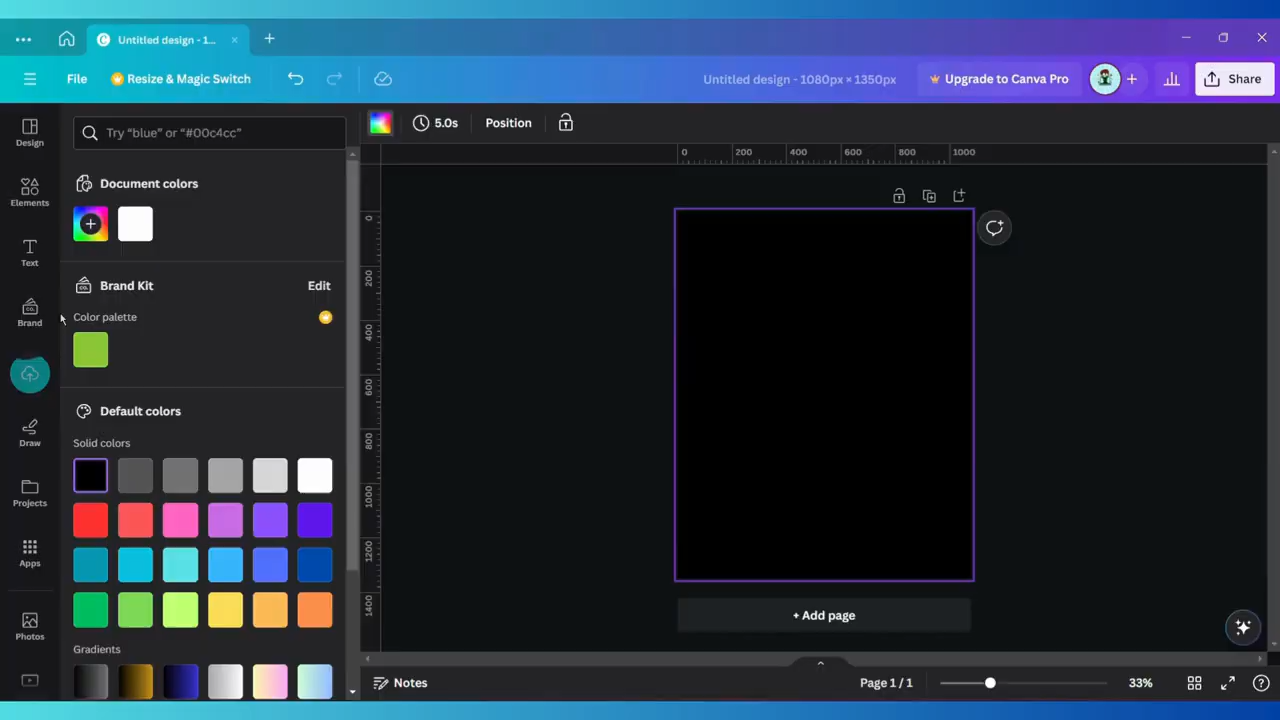 Untitled design - 1...
File
Resize & Magic Switch
Untitled design - 1080px × 1350px
Upgrade to Canva Pro
Share
Design
Elements
Text
Brand
Draw
Projects
Apps
Photos
Try “blue” or “#00c4cc”
Document colors
Brand Kit
Edit
CO.
Color palette
Default colors
Solid colors
Gradients
5.0s
Position
0 200 400 600 800 1000
0
200
400
600
800
1000
1200
1400
+ Add page
Notes
Page 1 / 1
33%